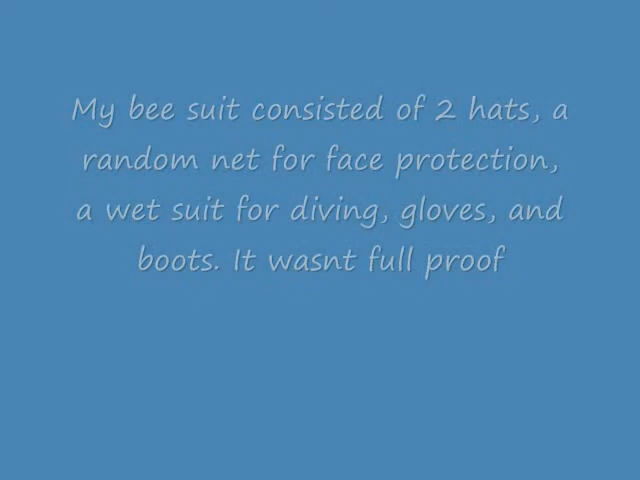 My bee suit consisted of 2 hats, a
random net for face protection,
a wet suit for diving, gloves, and
boots. It wasnt full proof